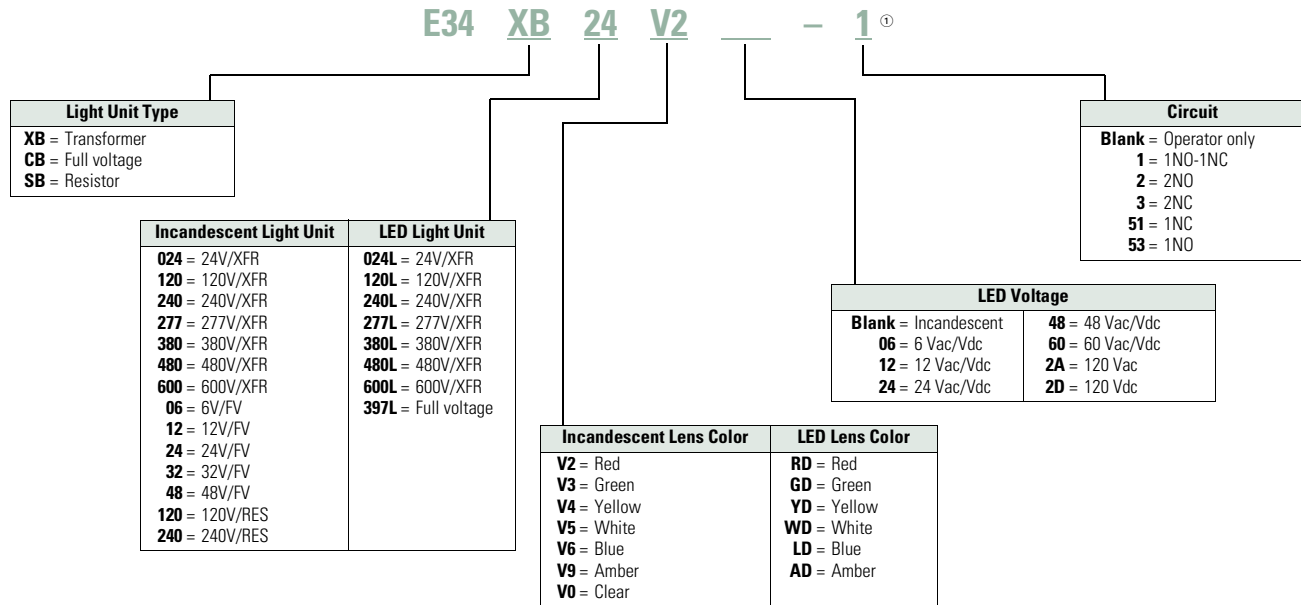 E34 XB 24 V2 ___ – 1 ①
Light Unit Type
XB = Transformer
CB = Full voltage
SB = Resistor
Circuit
Blank = Operator only
1 = 1NO-1NC
2 = 2NO
3 = 2NC
51 = 1NC
53 = 1NO
Incandescent Light Unit
024 = 24V/XFR
120 = 120V/XFR
240 = 240V/XFR
277 = 277V/XFR
380 = 380V/XFR
480 = 480V/XFR
600 = 600V/XFR
06 = 6V/FV
12 = 12V/FV
24 = 24V/FV
32 = 32V/FV
48 = 48V/FV
120 = 120V/RES
240 = 240V/RES
LED Light Unit
024L = 24V/XFR
120L = 120V/XFR
240L = 240V/XFR
277L = 277V/XFR
380L = 380V/XFR
480L = 480V/XFR
600L = 600V/XFR
397L = Full voltage
LED Voltage
Blank = Incandescent
06 = 6 Vac/Vdc
12 = 12 Vac/Vdc
24 = 24 Vac/Vdc
48 = 48 Vac/Vdc
60 = 60 Vac/Vdc
2A = 120 Vac
2D = 120 Vdc
Incandescent Lens Color
V2 = Red
V3 = Green
V4 = Yellow
V5 = White
V6 = Blue
V9 = Amber
V0 = Clear
LED Lens Color
RD = Red
GD = Green
YD = Yellow
WD = White
LD = Blue
AD = Amber